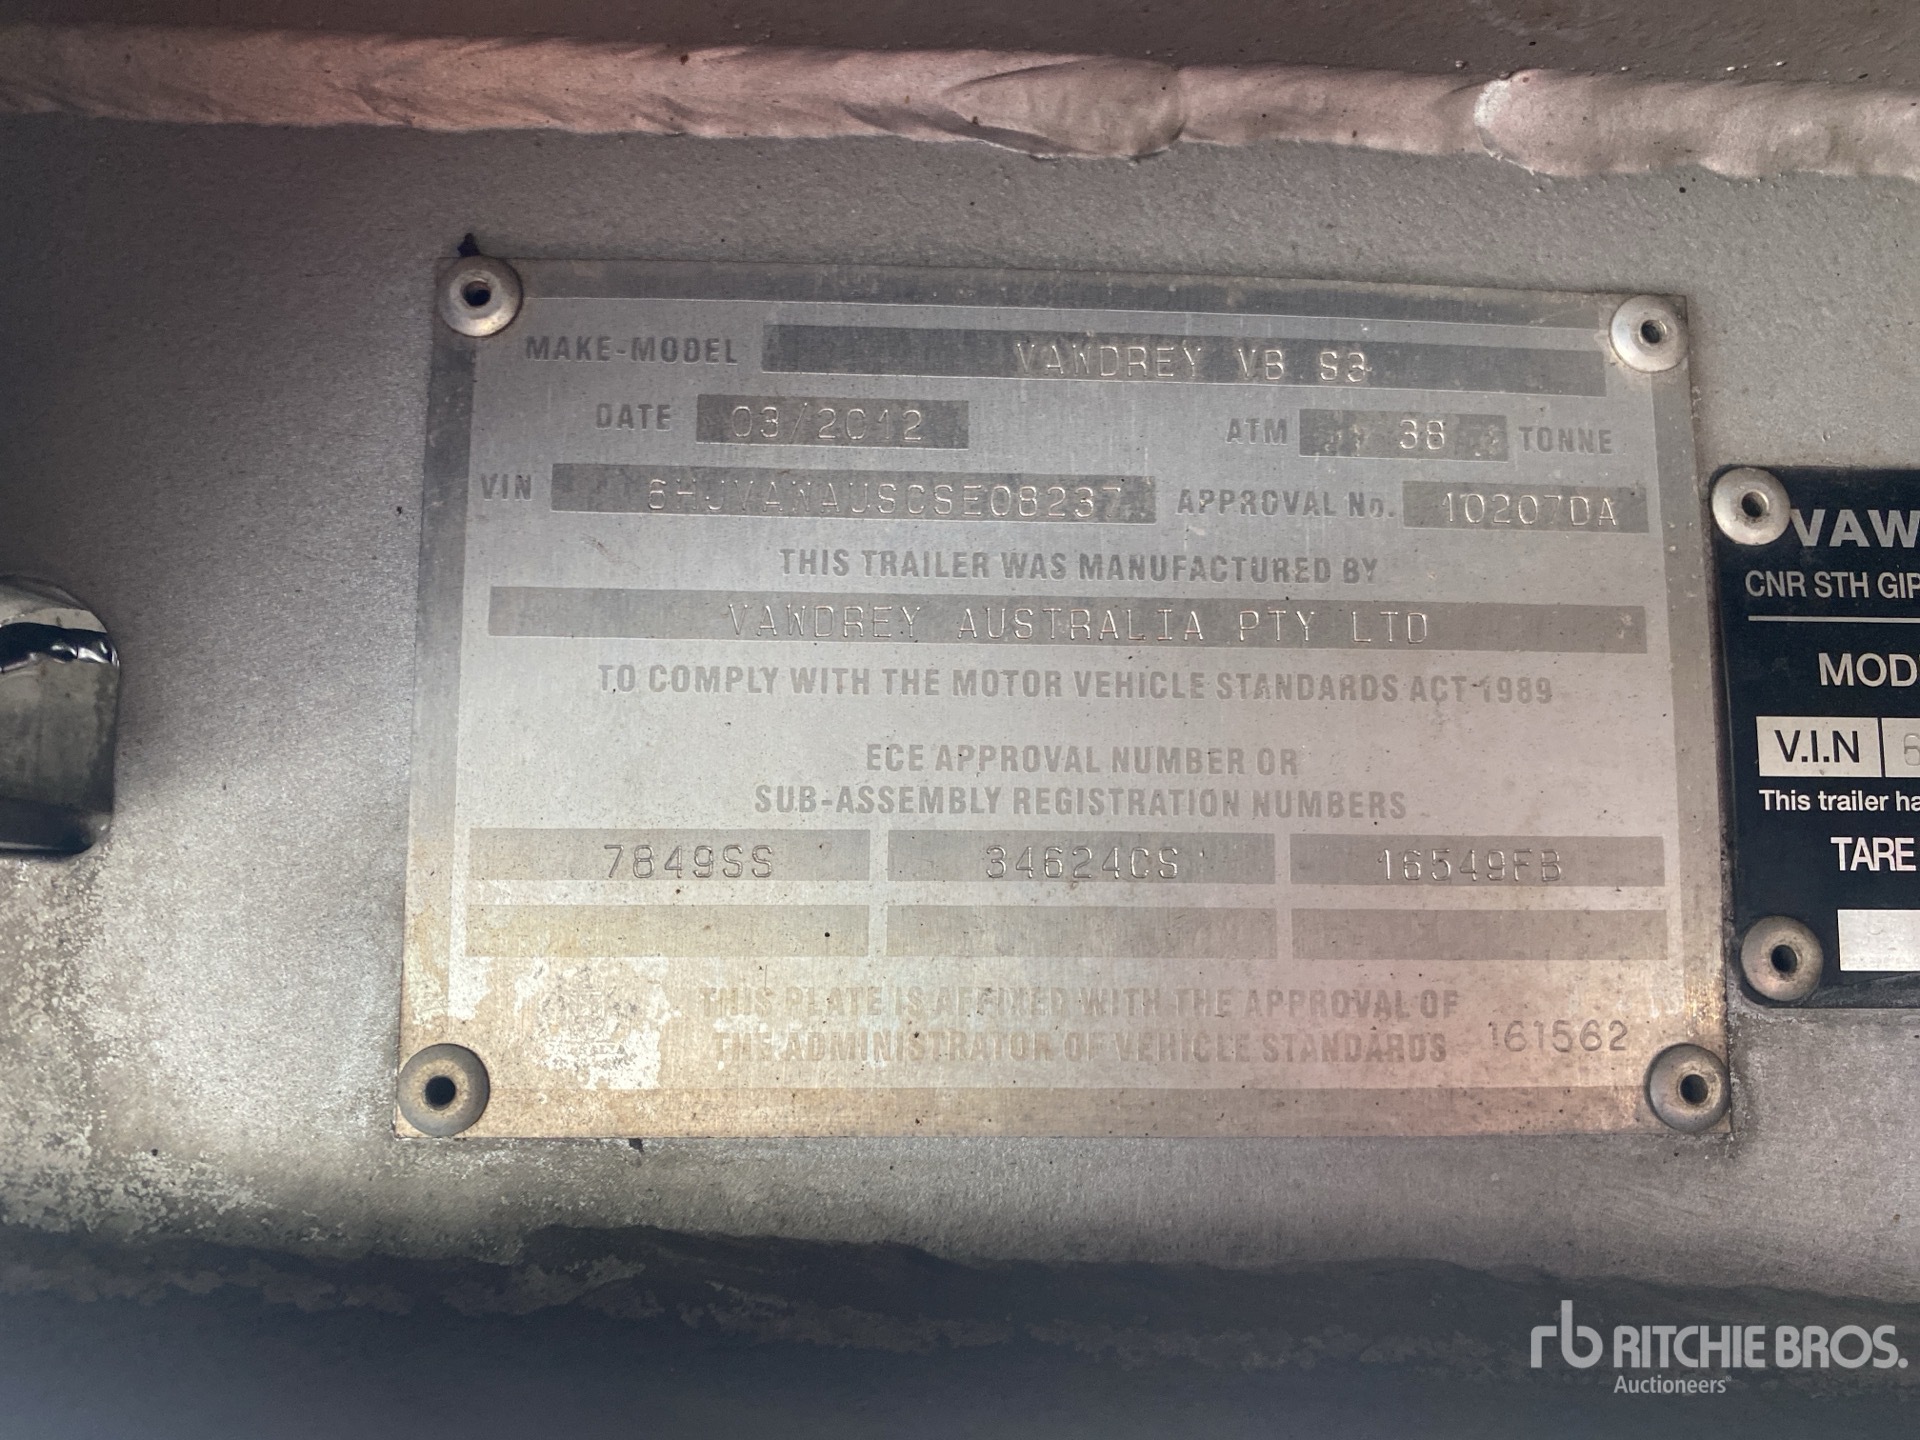 MAKE-MODEL VAWDREY VB S3
DATE 03/2012 ATM 38 TONNE
VIN 6HJVAWAUSCSE08237 APPROVAL No. 10207DA
THIS TRAILER WAS MANUFACTURED BY
VAWDREY AUSTRALIA PTY LTD
TO COMPLY WITH THE MOTOR VEHICLE STANDARDS ACT 1989
ECE APPROVAL NUMBER OR
SUB-ASSEMBLY REGISTRATION NUMBERS
7849SS 34624CS 16549FB
THIS PLATE IS AFFIXED WITH THE APPROVAL OF
THE ADMINISTRATOR OF VEHICLE STANDARDS 161562
VAW
CNR STH GIP
MOD
V.I.N 6
This trailer ha
TARE
rb RITCHIE BROS.
Auctioneers